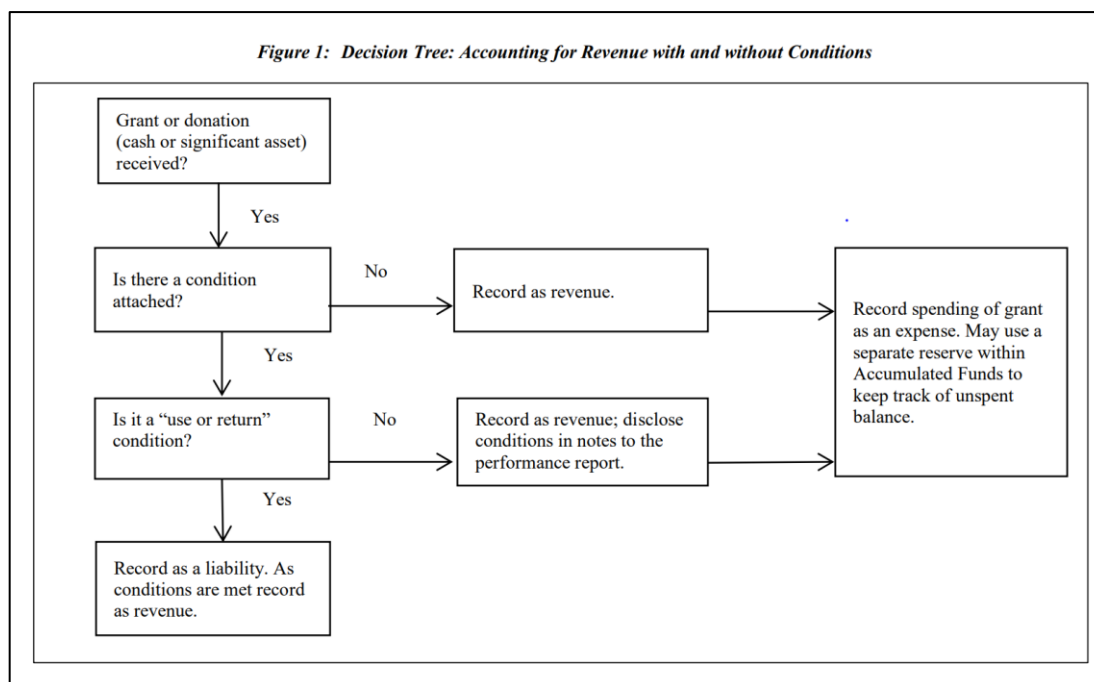 Figure 1: Decision Tree: Accounting for Revenue with and without Conditions
Grant or donation
(cash or significant asset)
received?
Yes
Is there a condition
attached?
No
Record as revenue.
Record spending of grant
as an expense. May use a
separate reserve within
Accumulated Funds to
keep track of unspent
balance.
Yes
Is it a “use or return”
condition?
No
Record as revenue; disclose
conditions in notes to the
performance report.
Yes
Record as a liability. As
conditions are met record
as revenue.